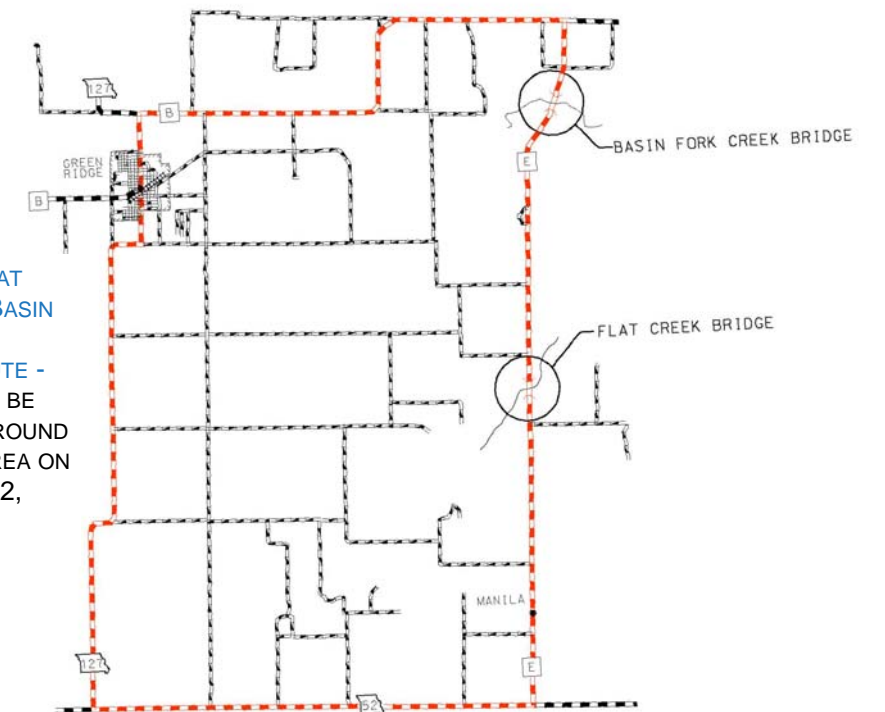 127
B
BASIN FORK CREEK BRIDGE
E
GREEN
RIDGE
B
AT
BASIN
FLAT CREEK BRIDGE
TE -
BE
ROUND
REA ON
2,
MANILA
127
E
52